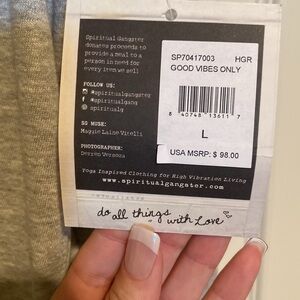 Spiritual Gangster
donates proceeds to
provide a meal to a
person in need for
every item we sell
FOLLOW US:
#spiritualgangster
#spiritualgang
spiritualg
SG MUSE:
Maggie Laine Vitelli
PHOTOGRAPHER:
Darren Versoza
SP70417003 HGR
GOOD VIBES ONLY
8 40748 13611 7
L
USA MSRP: $ 98.00
Yoga Inspired Clothing for High Vibration Living
www.spiritualgangster.com
do all things with love